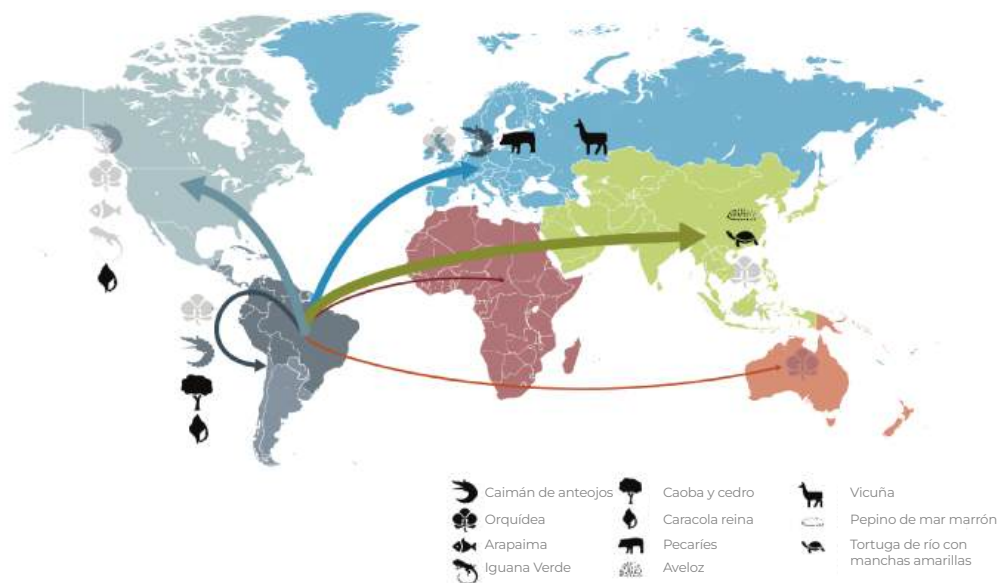 Caimán de anteojos
Caoba y cedro
Vicuña
Orquídea
Caracola reina
Pepino de mar marrón
Arapaima
Pecaríes
Tortuga de río con
manchas amarillas
Iguana Verde
Aveloz